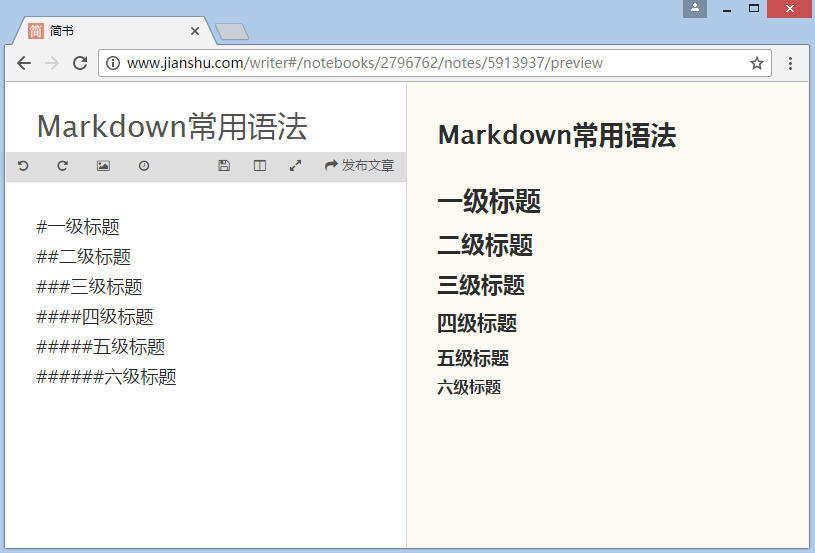 简 简书
www.jianshu.com/writer#/notebooks/2796762/notes/5913937/preview
Markdown常用语法
发布文章
#一级标题
##二级标题
###三级标题
####四级标题
#####五级标题
######六级标题
Markdown常用语法
一级标题
二级标题
三级标题
四级标题
五级标题
六级标题